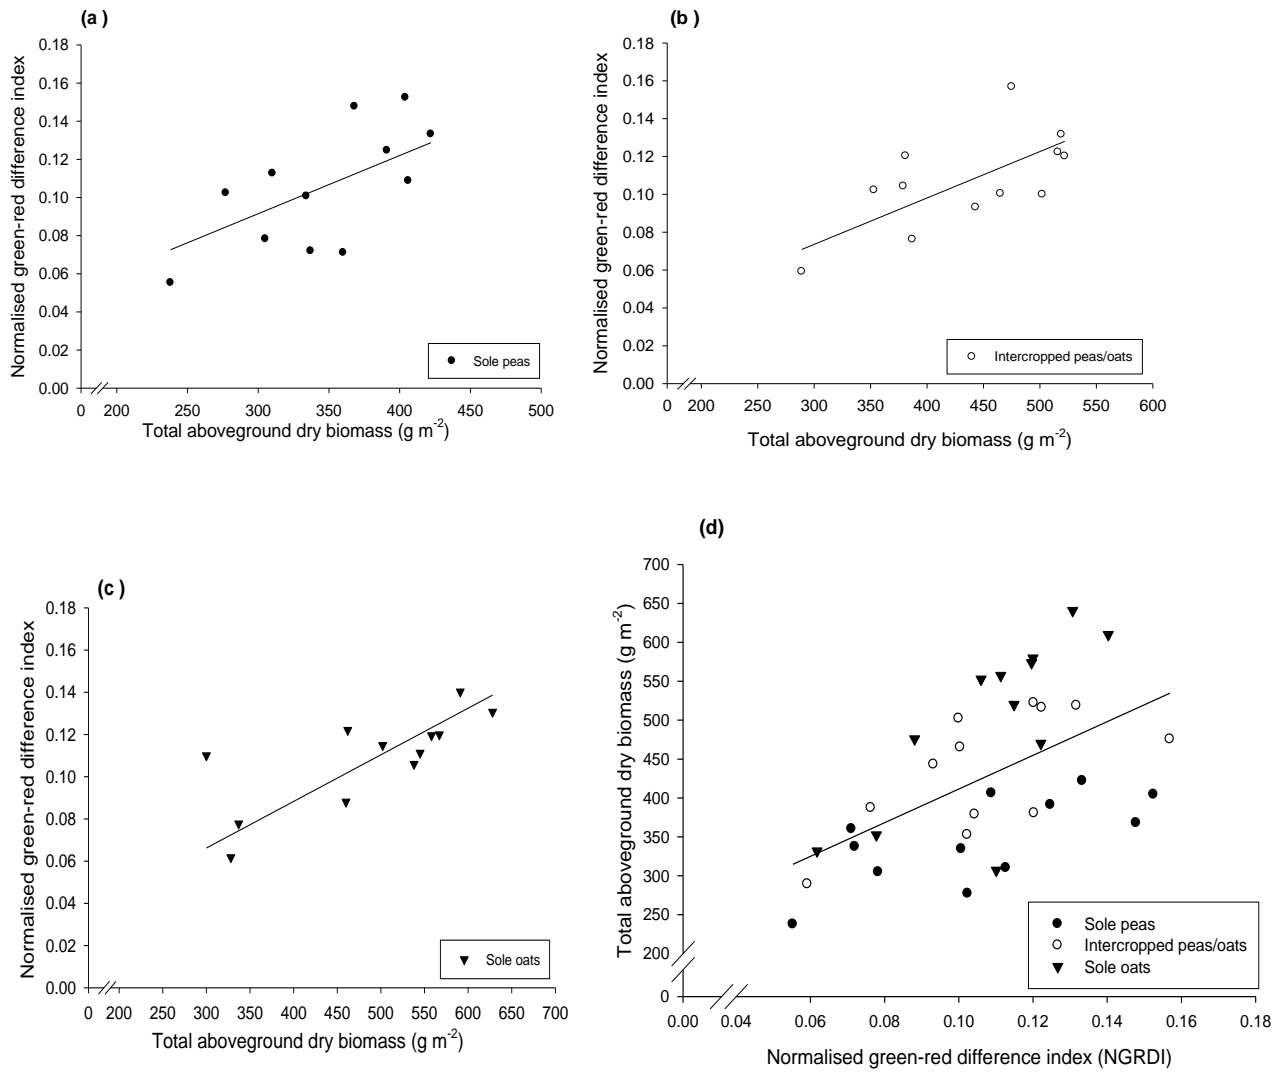 (a )
Normalised green-red difference index
0.18
0.16
0.14
0.12
0.10
0.08
0.06
0.04
0.02
0.00
Sole peas
0 200 250 300 350 400 450 500
Total aboveground dry biomass (g m-2)
(b )
Normalised green-red difference index
0.18
0.16
0.14
0.12
0.10
0.08
0.06
0.04
0.02
0.00
Intercropped peas/oats
0 200 250 300 350 400 450 500 550 600
Total aboveground dry biomass (g m-2)
(c )
Normalised green-red difference index
0.18
0.16
0.14
0.12
0.10
0.08
0.06
0.04
0.02
0.00
Sole oats
0 200 300 350 400 450 500 550 600 650 700
Total aboveground dry biomass (g m-2)
(d)
Total aboveground dry biomass (g m-2)
700
650
600
550
500
450
400
350
300
250
200
0
Sole peas
Intercropped peas/oats
Sole oats
0.00 0.04 0.06 0.08 0.10 0.12 0.14 0.16 0.18
Normalised green-red difference index (NGRDI)